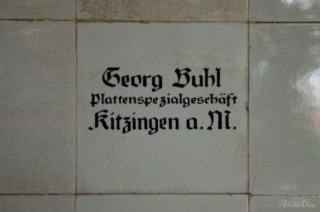 Georg Buhl
Plattenspezialgeschäft
Kitzingen a. M.